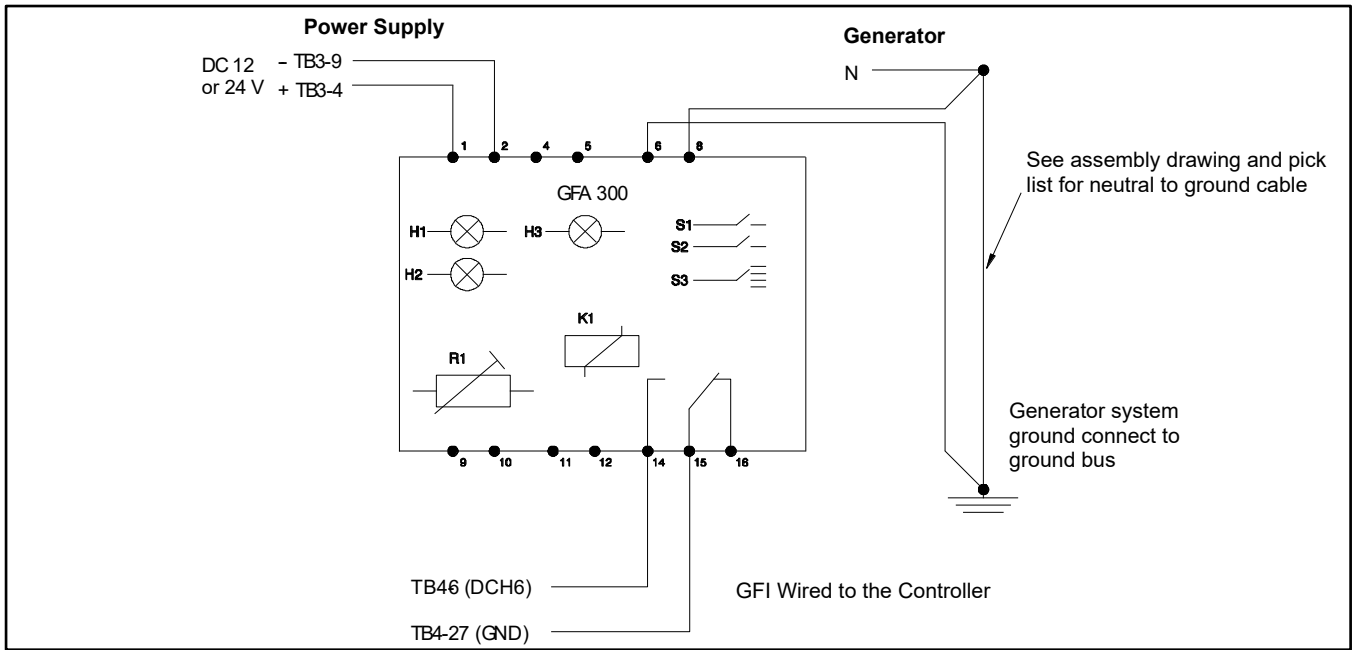 Power Supply
Generator
DC 12
or 24 V
- TB3-9
+ TB3-4
N
1
2
4
5
6
8
See assembly drawing and pick
list for neutral to ground cable
GFA 300
H1
H3
S1
S2
H2
S3
K1
R1
Generator system
ground connect to
ground bus
9
10
11
12
14
15
16
TB46 (DCH6)
GFI Wired to the Controller
TB4-27 (GND)